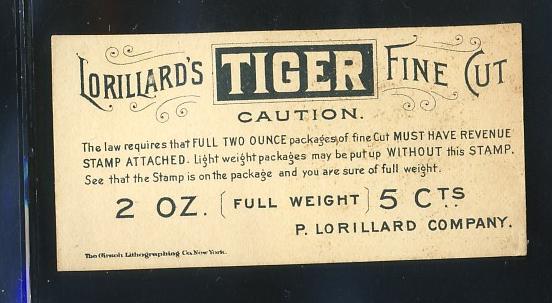 LORILLARD'S TIGER FINE CUT
CAUTION.
The law requires that FULL TWO OUNCE packages, of fine Cut MUST HAVE REVENUE
STAMP ATTACHED. Light weight packages may be put up WITHOUT this STAMP.
See that the Stamp is on the package and you are sure of full weight.
2 OZ. [FULL WEIGHT] 5 CTS
P. LORILLARD COMPANY.
The Giesch Lithographing Co. New York.